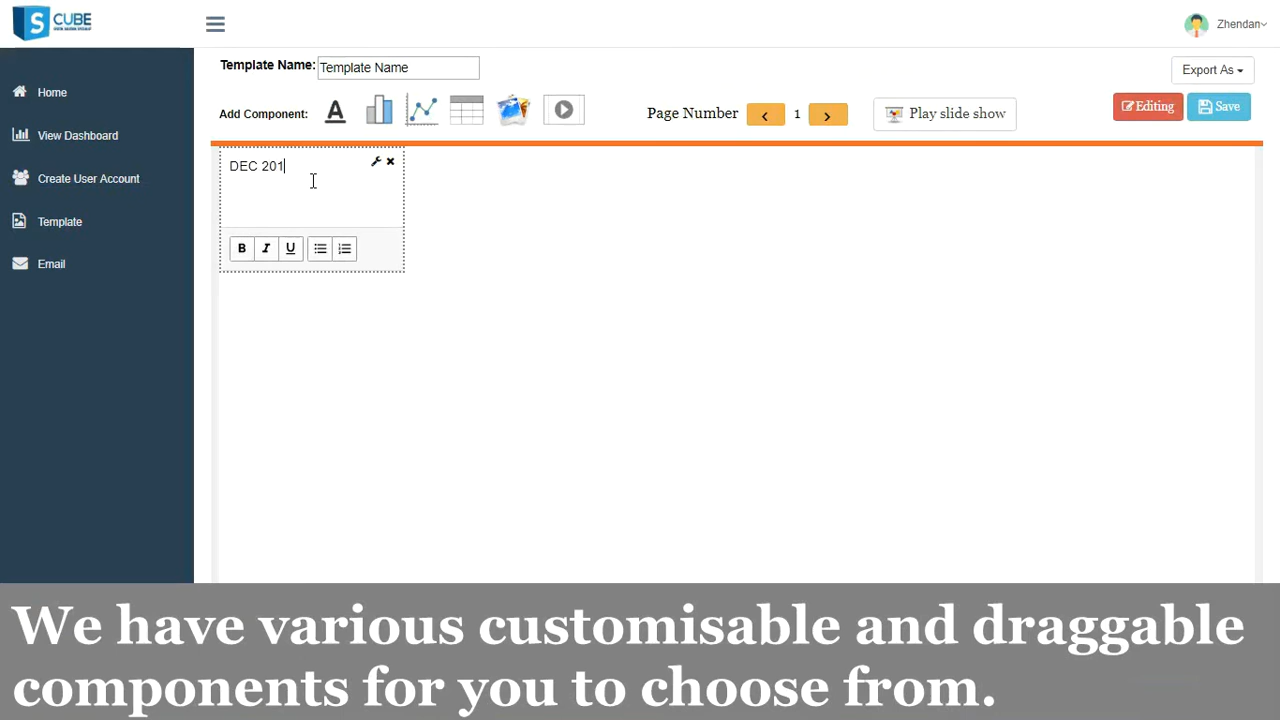 S CUBE
Zhendan
Template Name: Template Name
Export As
Add Component: A
Page Number < 1 >
Play slide show
Editing
Save
Home
View Dashboard
Create User Account
Template
Email
DEC 201
B I U
We have various customisable and draggable
components for you to choose from.